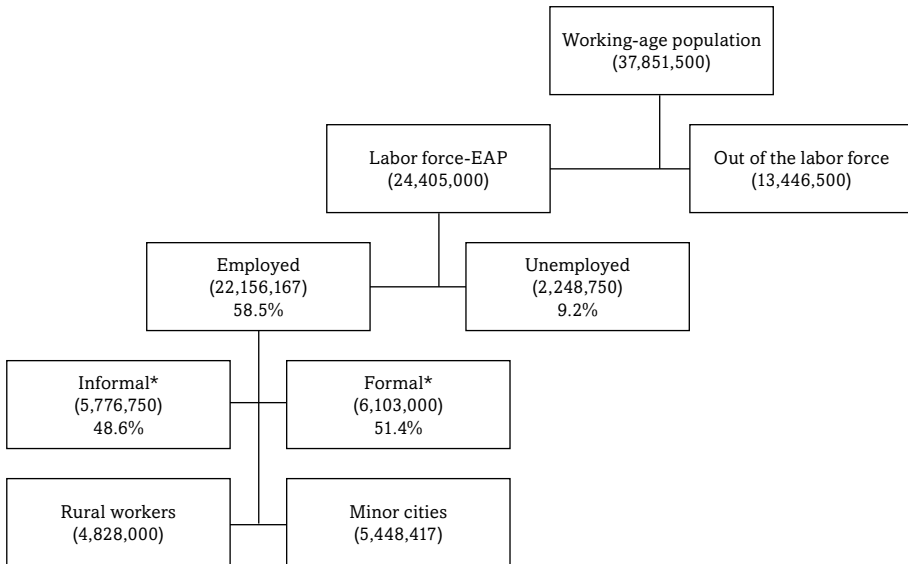 Working-age population
(37,851,500)
Labor force-EAP
(24,405,000)
Out of the labor force
(13,446,500)
Employed
(22,156,167)
58.5%
Unemployed
(2,248,750)
9.2%
Informal*
(5,776,750)
48.6%
Formal*
(6,103,000)
51.4%
Rural workers
(4,828,000)
Minor cities
(5,448,417)